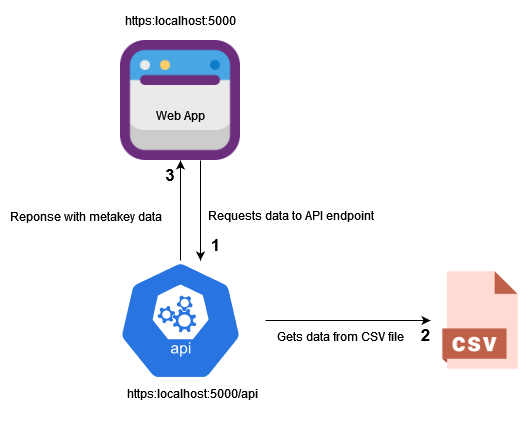 https:localhost:5000
Web App
3
Reponse with metakey data
Requests data to API endpoint
1
api
Gets data from CSV file
2
CSV
https:localhost:5000/api